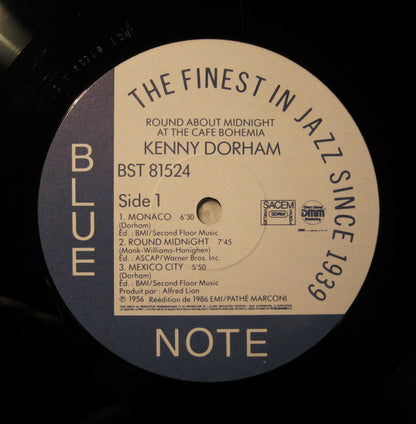 THE FINEST IN JAZZ SINCE 1939
ROUND ABOUT MIDNIGHT
AT THE CAFE BOHEMIA
KENNY DORHAM
BST 81524
Side 1
SACEM
SDRM
DMM
1. MONACO 6'30
(Dorham)
Ed. : BMI/Second Floor Music
2. ROUND MIDNIGHT 7'45
(Monk-Williams-Hanighen)
Ed. : ASCAP/Warner Bros. Inc.
3. MEXICO CITY 5'50
(Dorham)
Ed. : BMI/Second Floor Music
Produit par : Alfred Lion
℗ 1956 Réédition de 1986 EMI/PATHÉ MARCONI
BLUE
NOTE